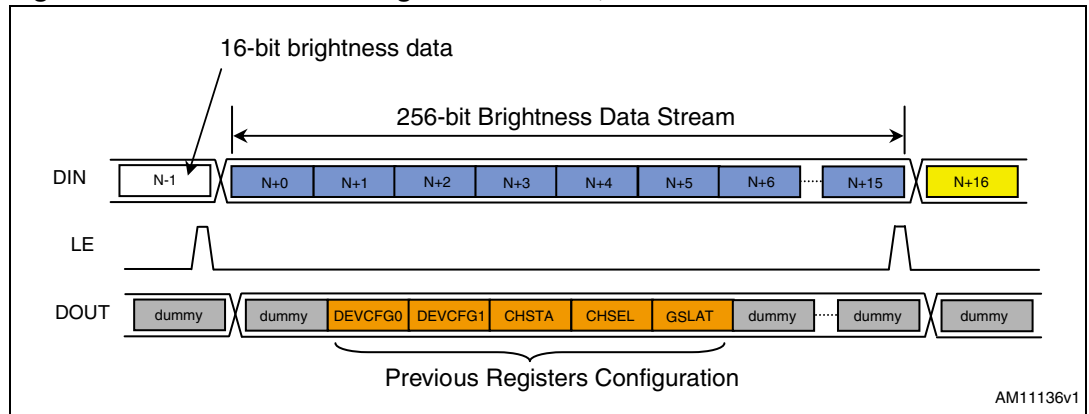 16-bit brightness data
256-bit Brightness Data Stream
DIN N-1 N+0 N+1 N+2 N+3 N+4 N+5 N+6 N+15 N+16
LE
DOUT dummy dummy DEVCFG0 DEVCFG1 CHSTA CHSEL GSLAT dummy dummy dummy
Previous Registers Configuration
AM11136v1